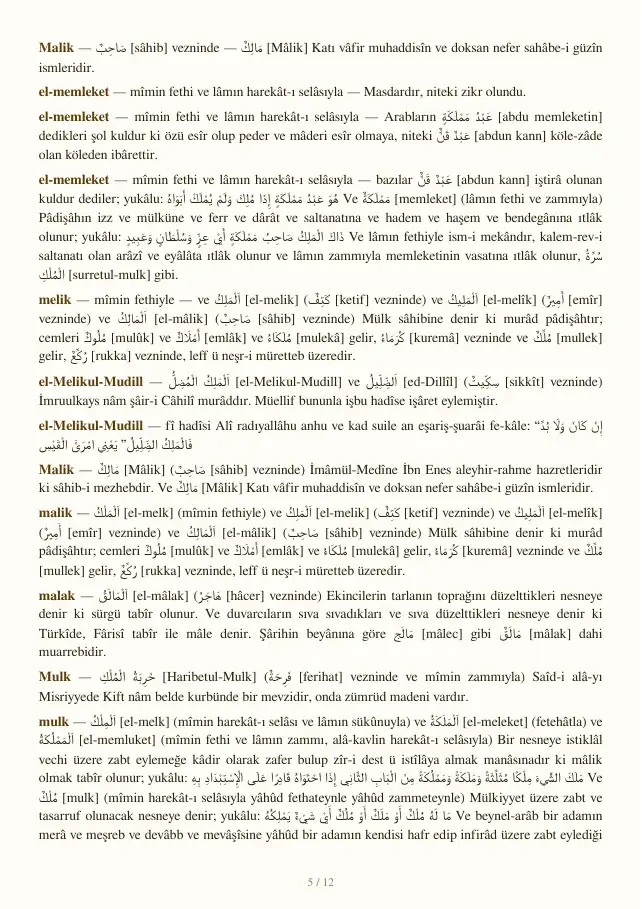 Malik — صَاحِبٌ [sâhib] vezninde — مَالِكٌ [Mâlik] Katı vâfir muhaddisîn ve doksan nefer sahâbe-i güzîn
ismleridir.
el-memleket — mîmin fethi ve lâmın harekât-ı selâsıyla — Masdardır, niteki zikr olundu.
el-memleket — mîmin fethi ve lâmın harekât-ı selâsıyla — Arabların عَبْدُ مَمْلَكَةٍ [abdu memleketin]
dedikleri şol kuldur ki özü esîr olup peder ve mâderi esîr olmaya, niteki عَبْدٌ قَنٌّ [abdun kann] köle-zâde
olan köleden ibârettir.
el-memleket — mîmin fethi ve lâmın harekât-ı selâsıyla — bazılar عَبْدٌ قَنٌّ [abdun kann] iştirâ olunan
kuldur dediler; yukâlu: هُوَ عَبْدُ مَمْلَكَةٍ إِذَا مُلِكَ وَلَمْ يُمْلَكْ أَبَوَاهُ Ve مَمْلَكَةٌ [memleket] (lâmın fethi ve zammıyla)
Pâdişâhın izz ve mülküne ve ferr ve dârât ve saltanatına ve hadem ve haşem ve bendegânına ıtlâk
olunur; yukâlu: ذَاكَ الْمَلِكُ صَاحِبُ مَمْلَكَةٍ أَيْ عِزٍّ وَسُلْطَانٍ وَعَبِيدٍ Ve lâmın fethiyle ism-i mekândır, kalem-rev-i
saltanatı olan arâzî ve eyâlâta ıtlâk olunur ve lâmın zammıyla memleketinin vasatına ıtlâk olunur, سُرَّةُ
الْمُلْكِ [surretul-mulk] gibi.
melik — mîmin fethiyle — ve اَلْمَلِكُ [el-melik] (كَتِفٌ [ketif] vezninde) ve اَلْمَلِيكُ [el-melîk] (أَمِيرٌ [emîr]
vezninde) ve اَلْمَالِكُ [el-mâlik] (صَاحِبٌ [sâhib] vezninde) Mülk sâhibine denir ki murâd pâdişâhtır;
cemleri مُلُوكٌ [mulûk] ve أَمْلَاكٌ [emlâk] ve مُلَكَاءُ [mulekâ] gelir, كُرَمَاءُ [kuremâ] vezninde ve مُلَّكٌ [mullek]
gelir, رُكَّعٌ [rukka] vezninde, leff ü neşr-i müretteb üzeredir.
el-Melikul-Mudill — اَلْمَلِكُ الْمُضِلُّ [el-Melikul-Mudill] ve اَلضِّلِّيلُ [ed-Dillîl] (سِكِّيتٌ [sikkît] vezninde)
İmruulkays nâm şâir-i Câhilî murâddır. Müellif bununla işbu hadîse işâret eylemiştir.
el-Melikul-Mudill — fî hadîsi Alî radıyallâhu anhu ve kad suile an eşariş-şuarâi fe-kâle: “إِنْ كَانَ وَلَا بُدَّ
فَالْمَلِكُ الضِّلِّيلُ” يَعْنِي امْرَئَ الْقَيْسِ
Malik — مَالِكٌ [Mâlik] (صَاحِبٌ [sâhib] vezninde) İmâmül-Medîne İbn Enes aleyhir-rahme hazretleridir
ki sâhib-i mezhebdir. Ve مَالِكٌ [Mâlik] Katı vâfir muhaddisîn ve doksan nefer sahâbe-i güzîn ismleridir.
malik — اَلْمَلْكُ [el-melk] (mîmin fethiyle) ve اَلْمَلِكُ [el-melik] (كَتِفٌ [ketif] vezninde) ve اَلْمَلِيكُ [el-melîk]
(أَمِيرٌ [emîr] vezninde) ve اَلْمَالِكُ [el-mâlik] (صَاحِبٌ [sâhib] vezninde) Mülk sâhibine denir ki murâd
pâdişâhtır; cemleri مُلُوكٌ [mulûk] ve أَمْلَاكٌ [emlâk] ve مُلَكَاءُ [mulekâ] gelir, كُرَمَاءُ [kuremâ] vezninde ve مُلَّكٌ
[mullek] gelir, رُكَّعٌ [rukka] vezninde, leff ü neşr-i müretteb üzeredir.
malak — اَلْمَالَقُ [el-mâlak] (هَاجَرُ [hâcer] vezninde) Ekincilerin tarlanın toprağını düzelttikleri nesneye
denir ki sürgü tabîr olunur. Ve duvarcıların sıva sıvadıkları ve sıva düzelttikleri nesneye denir ki
Türkîde, Fârisî tabîr ile mâle denir. Şârihin beyânına göre مَالَج [mâlec] gibi مَالَقٌ [mâlak] dahi
muarrebidir.
Mulk — خَرِبَةُ الْمُلْكِ [Haribetul-Mulk] (فَرِحَةٌ [ferihat] vezninde ve mîmin zammıyla) Saîd-i alâ-yı
Misriyyede Kift nâm belde kurbünde bir mevzidir, onda zümrüd madeni vardır.
mulk — اَلْمِلْكُ [el-melk] (mîmin harekât-ı selâsı ve lâmın sükûnuyla) ve اَلْمَلَكَةُ [el-meleket] (fetehâtla) ve
اَلْمَمْلُكَةُ [el-memluket] (mîmin fethi ve lâmın zammı, alâ-kavlin harekât-ı selâsıyla) Bir nesneye istiklâl
vechi üzere zabt eylemeğe kâdir olarak zafer bulup zîr-i dest ü istîlâya almak manâsınadır ki mâlik
olmak tabîr olunur; yukâlu: مَلَكَ الشَّيْءَ مِلْكًا مُثَلَّثَةً وَمَلَكَةً وَمَمْلُكَةً مِنَ الْبَابِ الثَّانِي إِذَا احْتَوَاهُ قَادِرًا عَلَى الْاِسْتِبْدَادِ بِهِ Ve
مُلْكٌ [mulk] (mîmin harekât-ı selâsıyla yâhûd fethateynle yâhûd zammeteynle) Mülkiyyet üzere zabt ve
tasarruf olunacak nesneye denir; yukâlu: مَا لَهُ مُلْكٌ أَوْ مَلَكٌ أَوْ مُلُكٌ أَيْ شَيْءٌ يَمْلِكُهُ Ve beynel-arâb bir adamın
merâ ve meşreb ve devâbb ve mevâşîsine yâhûd bir adamın kendisi hafr edip infirâd üzere zabt eylediği
5 / 12